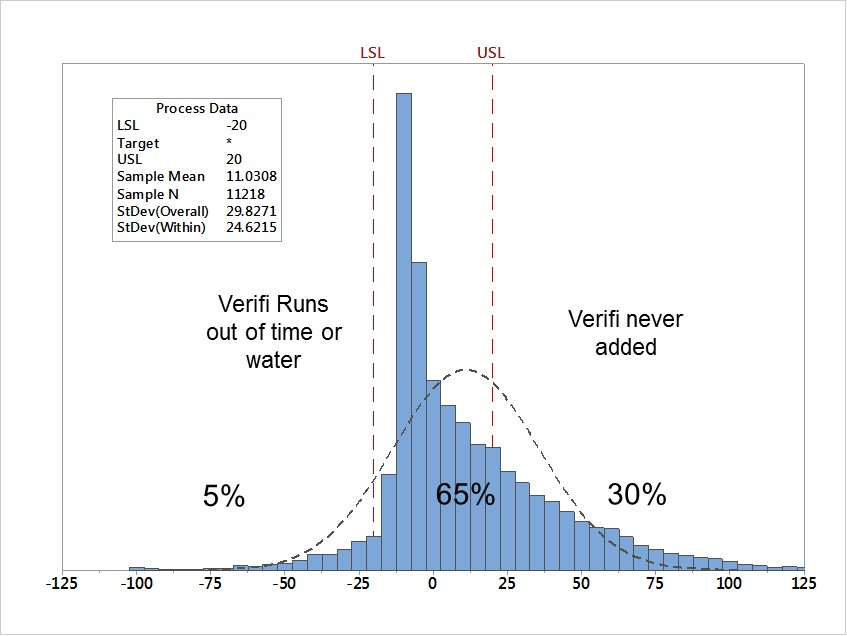 LSL USL
Process Data
LSL -20
Target *
USL 20
Sample Mean 11.0308
Sample N 11218
StDev(Overall) 29.8271
StDev(Within) 24.6215
Verifi Runs
out of time or
water
Verifi never
added
5% 65% 30%
-125 -100 -75 -50 -25 0 25 50 75 100 125